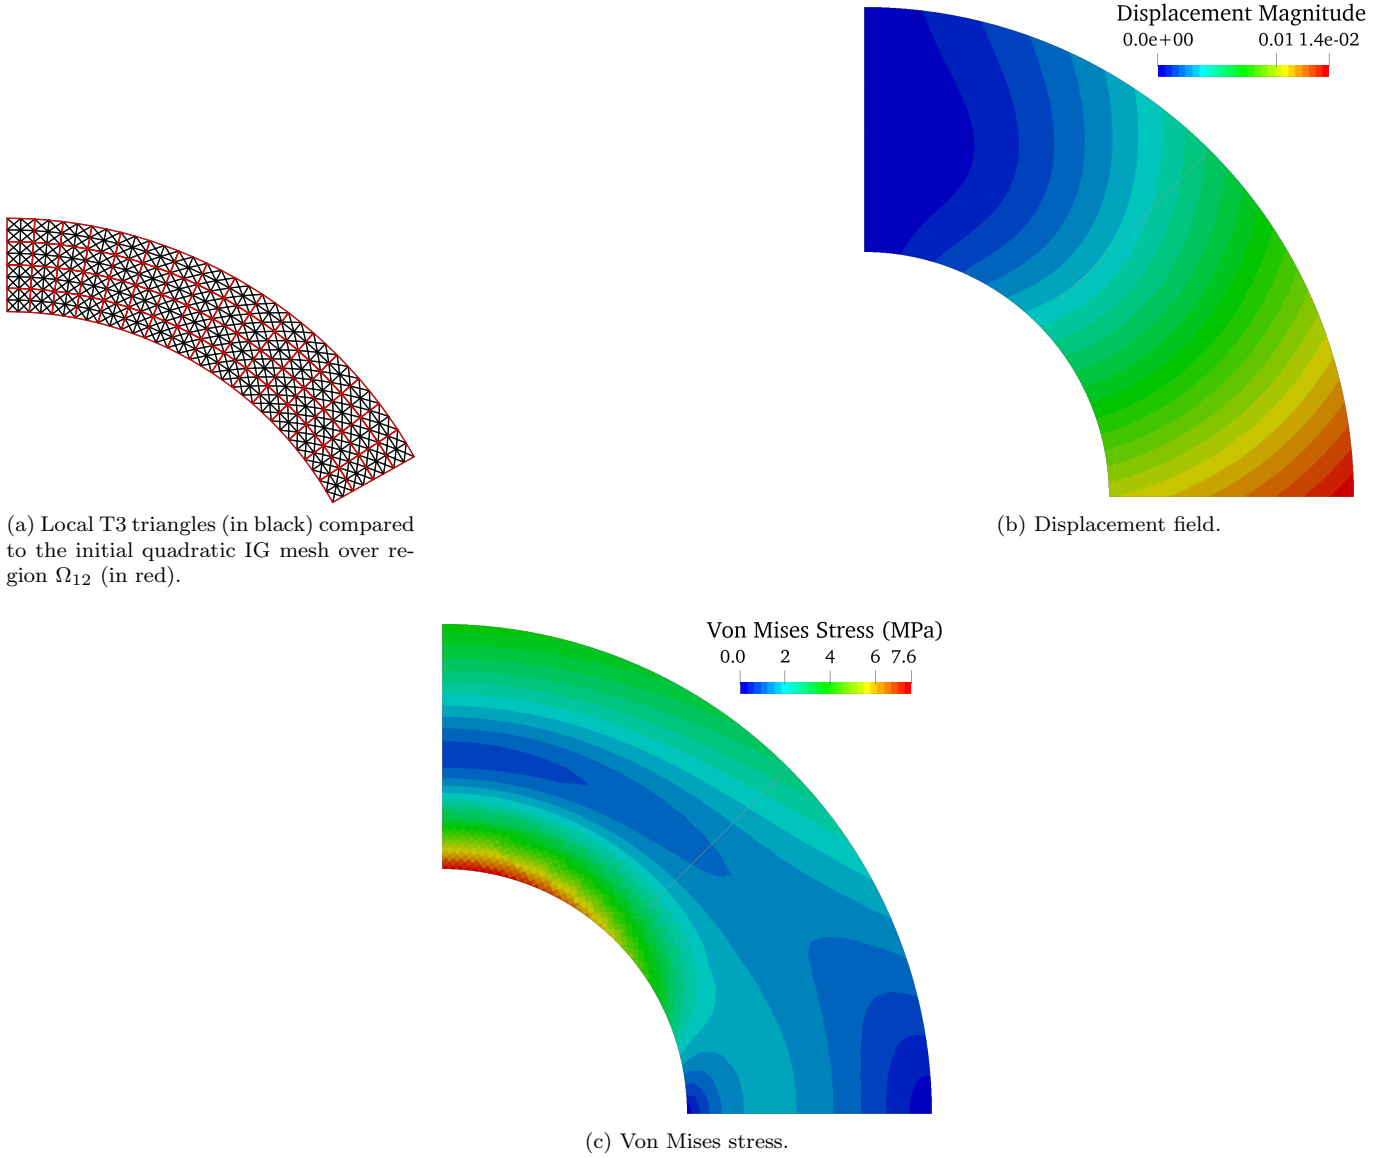 Displacement Magnitude
0.0e+00 0.01 1.4e-02
(a) Local T3 triangles (in black) compared
to the initial quadratic IG mesh over re-
gion Ω₁₂ (in red).
(b) Displacement field.
Von Mises Stress (MPa)
0.0 2 4 6 7.6
(c) Von Mises stress.